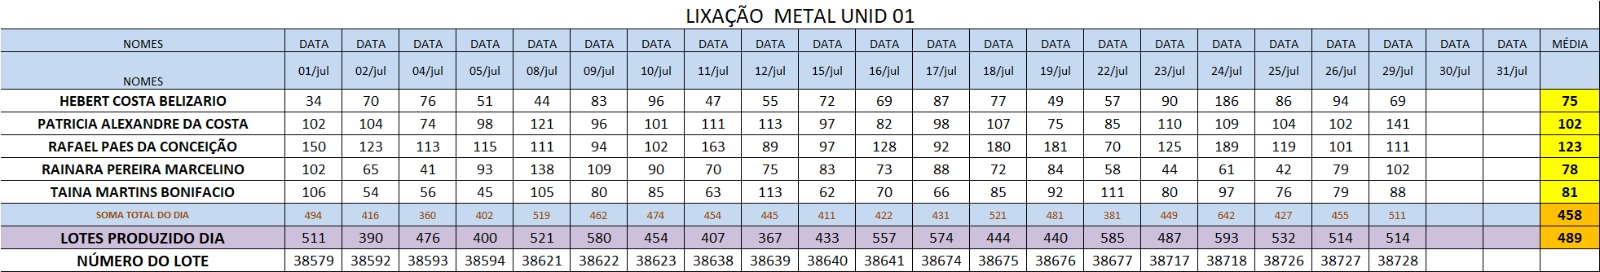 LIXAÇÃO METAL UNID 01
NOMES DATA DATA DATA DATA DATA DATA DATA DATA DATA DATA DATA DATA DATA DATA DATA DATA DATA DATA DATA DATA DATA DATA MÉDIA
NOMES 01/jul 02/jul 04/jul 05/jul 08/jul 09/jul 10/jul 11/jul 12/jul 15/jul 16/jul 17/jul 18/jul 19/jul 22/jul 23/jul 24/jul 25/jul 26/jul 29/jul 30/jul 31/jul
HEBERT COSTA BELIZARIO 34 70 76 51 44 83 96 47 55 72 69 87 77 49 57 90 186 86 94 69 75
PATRICIA ALEXANDRE DA COSTA 102 104 74 98 121 96 101 111 113 97 82 98 107 75 85 110 109 104 102 141 102
RAFAEL PAES DA CONCEIÇÃO 150 123 113 115 111 94 102 163 89 97 128 92 180 181 70 125 189 119 101 111 123
RAINARA PEREIRA MARCELINO 102 65 41 93 138 109 90 70 75 83 73 88 72 84 58 44 61 42 79 102 78
TAINA MARTINS BONIFACIO 106 54 56 45 105 80 85 63 113 62 70 66 85 92 111 80 97 76 79 88 81
SOMA TOTAL DO DIA 494 416 360 402 519 462 474 454 445 411 422 431 521 481 381 449 642 427 455 511 458
LOTES PRODUZIDO DIA 511 390 476 400 521 580 454 407 367 433 557 574 444 440 585 487 593 532 514 514 489
NÚMERO DO LOTE 38579 38592 38593 38594 38621 38622 38623 38638 38639 38640 38641 38674 38675 38676 38677 38717 38718 38726 38727 38728